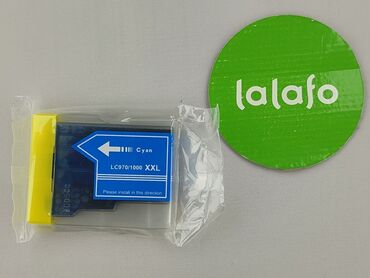 lalafo
Cyan
LC970/1000 XXL
Please install in this direction